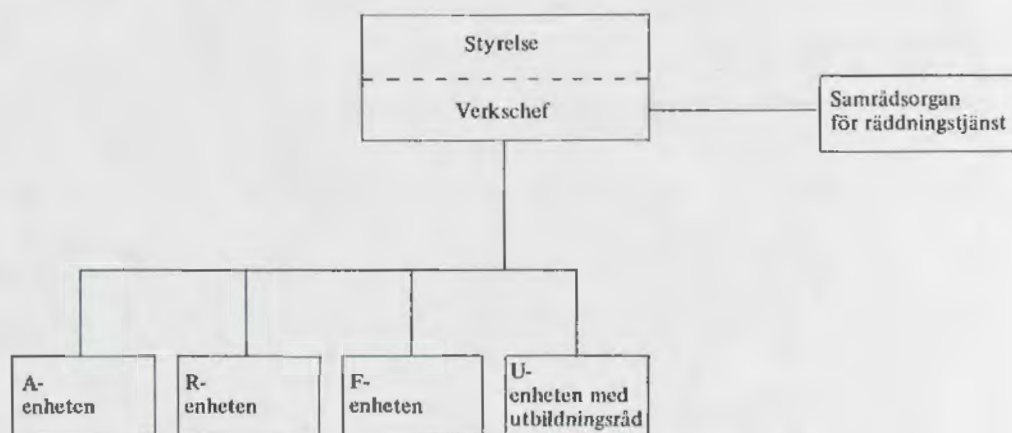 Styrelse
Verkschef
Samrådsorgan
för räddningstjänst
A-
enheten
R-
enheten
F-
enheten
U-
enheten med
utbildningsråd